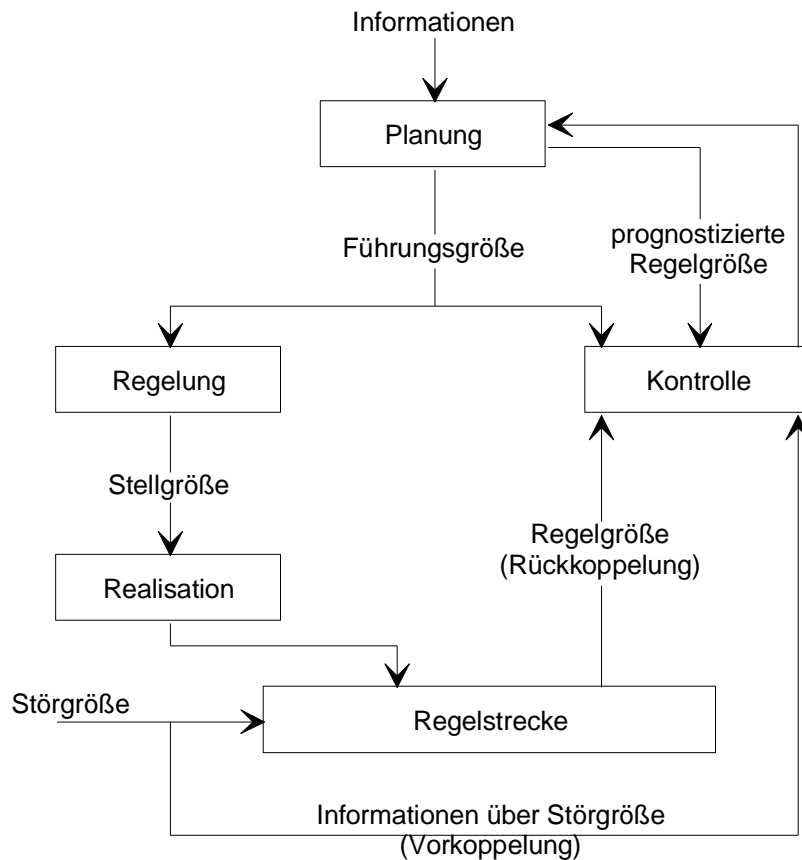 Informationen
Planung
Führungsgröße
prognostizierte
Regelgröße
Regelung
Kontrolle
Stellgröße
Regelgröße
(Rückkoppelung)
Realisation
Störgröße
Regelstrecke
Informationen über Störgröße
(Vorkoppelung)